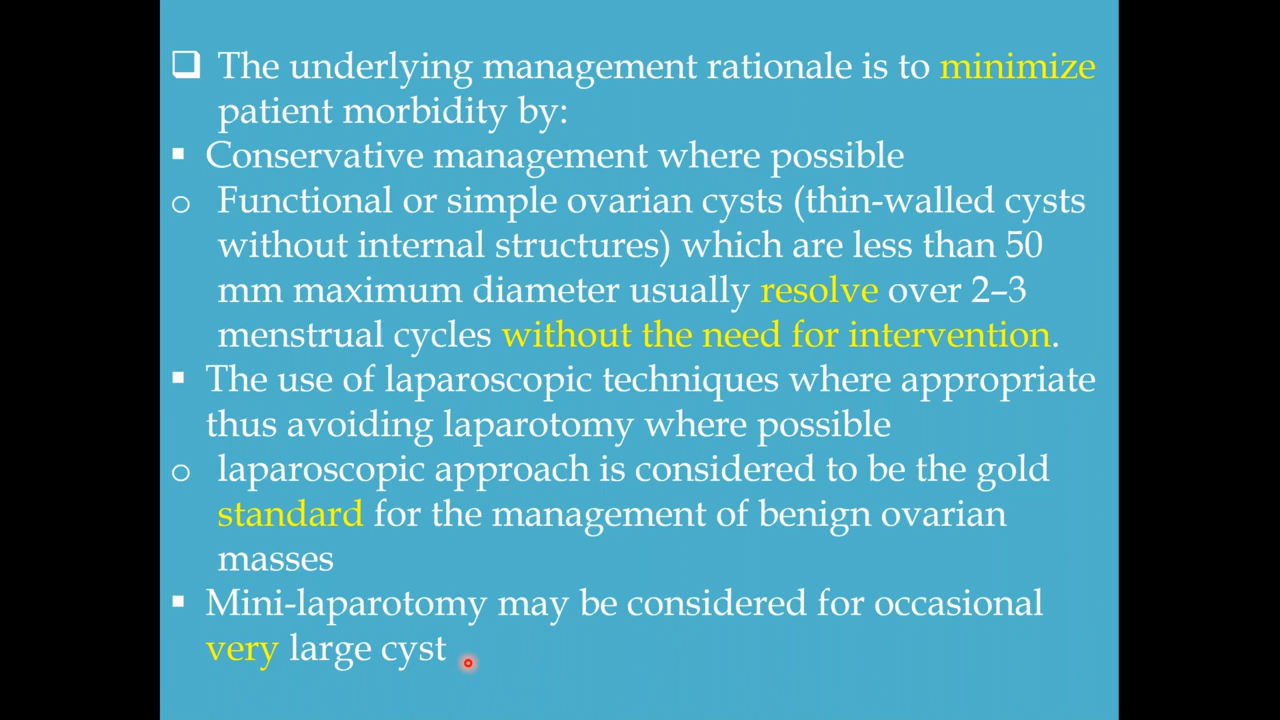 ❑ The underlying management rationale is to minimize
patient morbidity by:
▪ Conservative management where possible
o Functional or simple ovarian cysts (thin-walled cysts
without internal structures) which are less than 50
mm maximum diameter usually resolve over 2–3
menstrual cycles without the need for intervention.
▪ The use of laparoscopic techniques where appropriate
thus avoiding laparotomy where possible
o laparoscopic approach is considered to be the gold
standard for the management of benign ovarian
masses
▪ Mini-laparotomy may be considered for occasional
very large cyst